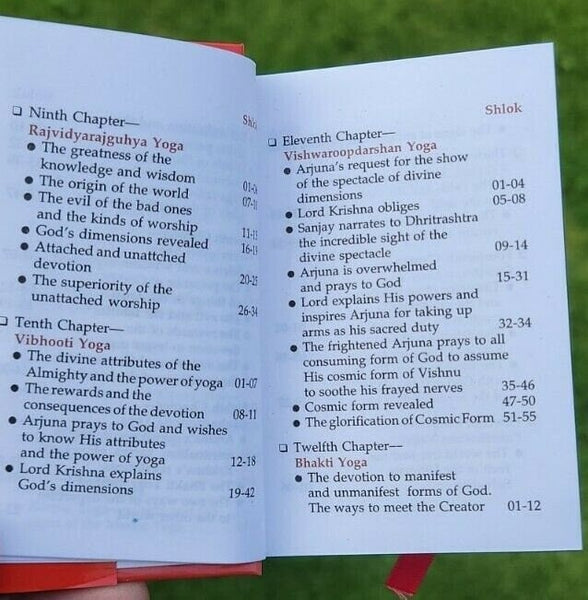 ❑ Ninth Chapter—
Rajvidyarajguhya Yoga
● The greatness of the
knowledge and wisdom
● The origin of the world
● The evil of the bad ones
and the kinds of worship
● God's dimensions revealed
● Attached and unattched
devotion 20-25
● The superiority of the
unattached worship 26-34
❑ Tenth Chapter—
Vibhooti Yoga
● The divine attributes of the
Almighty and the power of yoga 01-07
● The rewards and the
consequences of the devotion 08-11
● Arjuna prays to God and wishes
to know His attributes
and the power of yoga 12-18
● Lord Krishna explains
God's dimensions 19-42
Shlok
❑ Eleventh Chapter—
Vishwaroopdarshan Yoga
● Arjuna's request for the show
of the spectacle of divine
dimensions 01-04
● Lord Krishna obliges 05-08
● Sanjay narrates to Dhritrashtra
the incredible sight of the
divine spectacle 09-14
● Arjuna is overwhelmed
and prays to God 15-31
● Lord explains His powers and
inspires Arjuna for taking up
arms as his sacred duty 32-34
● The frightened Arjuna prays to all
consuming form of God to assume
His cosmic form of Vishnu
to soothe his frayed nerves 35-46
● Cosmic form revealed 47-50
● The glorification of Cosmic Form 51-55
❑ Twelfth Chapter—
Bhakti Yoga
● The devotion to manifest
and unmanifest forms of God.
The ways to meet the Creator 01-12